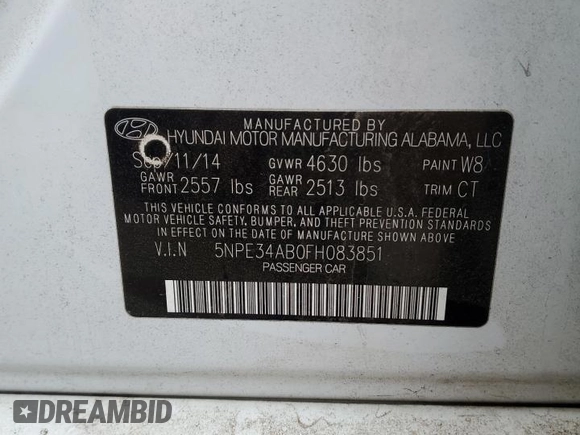 MANUFACTURED BY
HYUNDAI MOTOR MANUFACTURING ALABAMA, LLC
Sep/11/14 GVWR 4630 lbs PAINT W8
GAWR FRONT 2557 lbs GAWR REAR 2513 lbs TRIM CT
THIS VEHICLE CONFORMS TO ALL APPLICABLE U.S.A. FEDERAL
MOTOR VEHICLE SAFETY, BUMPER, AND THEFT PREVENTION STANDARDS
IN EFFECT ON THE DATE OF MANUFACTURE SHOWN ABOVE.
V.I.N 5NPE34AB0FH083851
PASSENGER CAR
DREAMBID